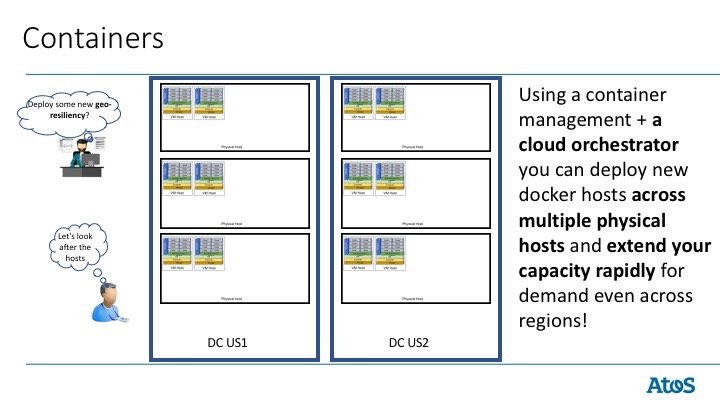 Containers
Deploy some new geo-
resiliency?
Let's look
after the
hosts
VM Host
VM Host
Physical Host
VM Host
VM Host
Physical Host
VM Host
VM Host
Physical Host
DC US1
VM Host
VM Host
Physical Host
VM Host
VM Host
Physical Host
VM Host
VM Host
Physical Host
DC US2
Using a container
management + a
cloud orchestrator
you can deploy new
docker hosts across
multiple physical
hosts and extend your
capacity rapidly for
demand even across
regions!
Atos